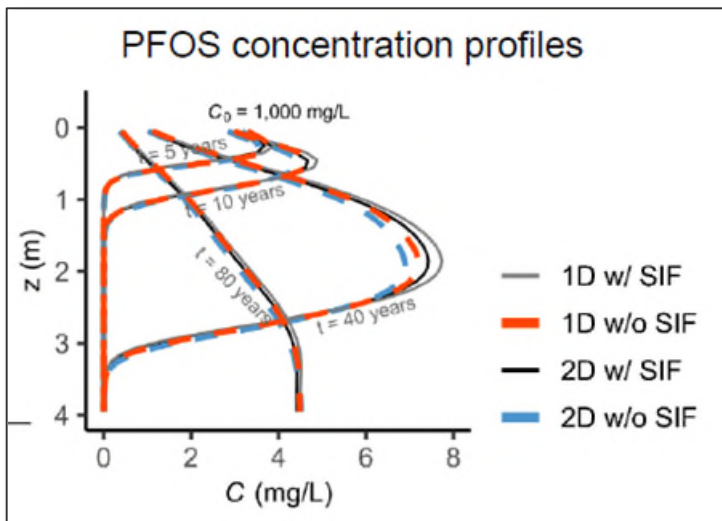 PFOS concentration profiles
C₀ = 1,000 mg/L
0
t = 5 years
1
t = 10 years
z (m)
2
t = 80 years
t = 40 years
3
4
0 2 4 6 8
C (mg/L)
1D w/ SIF
1D w/o SIF
2D w/ SIF
2D w/o SIF